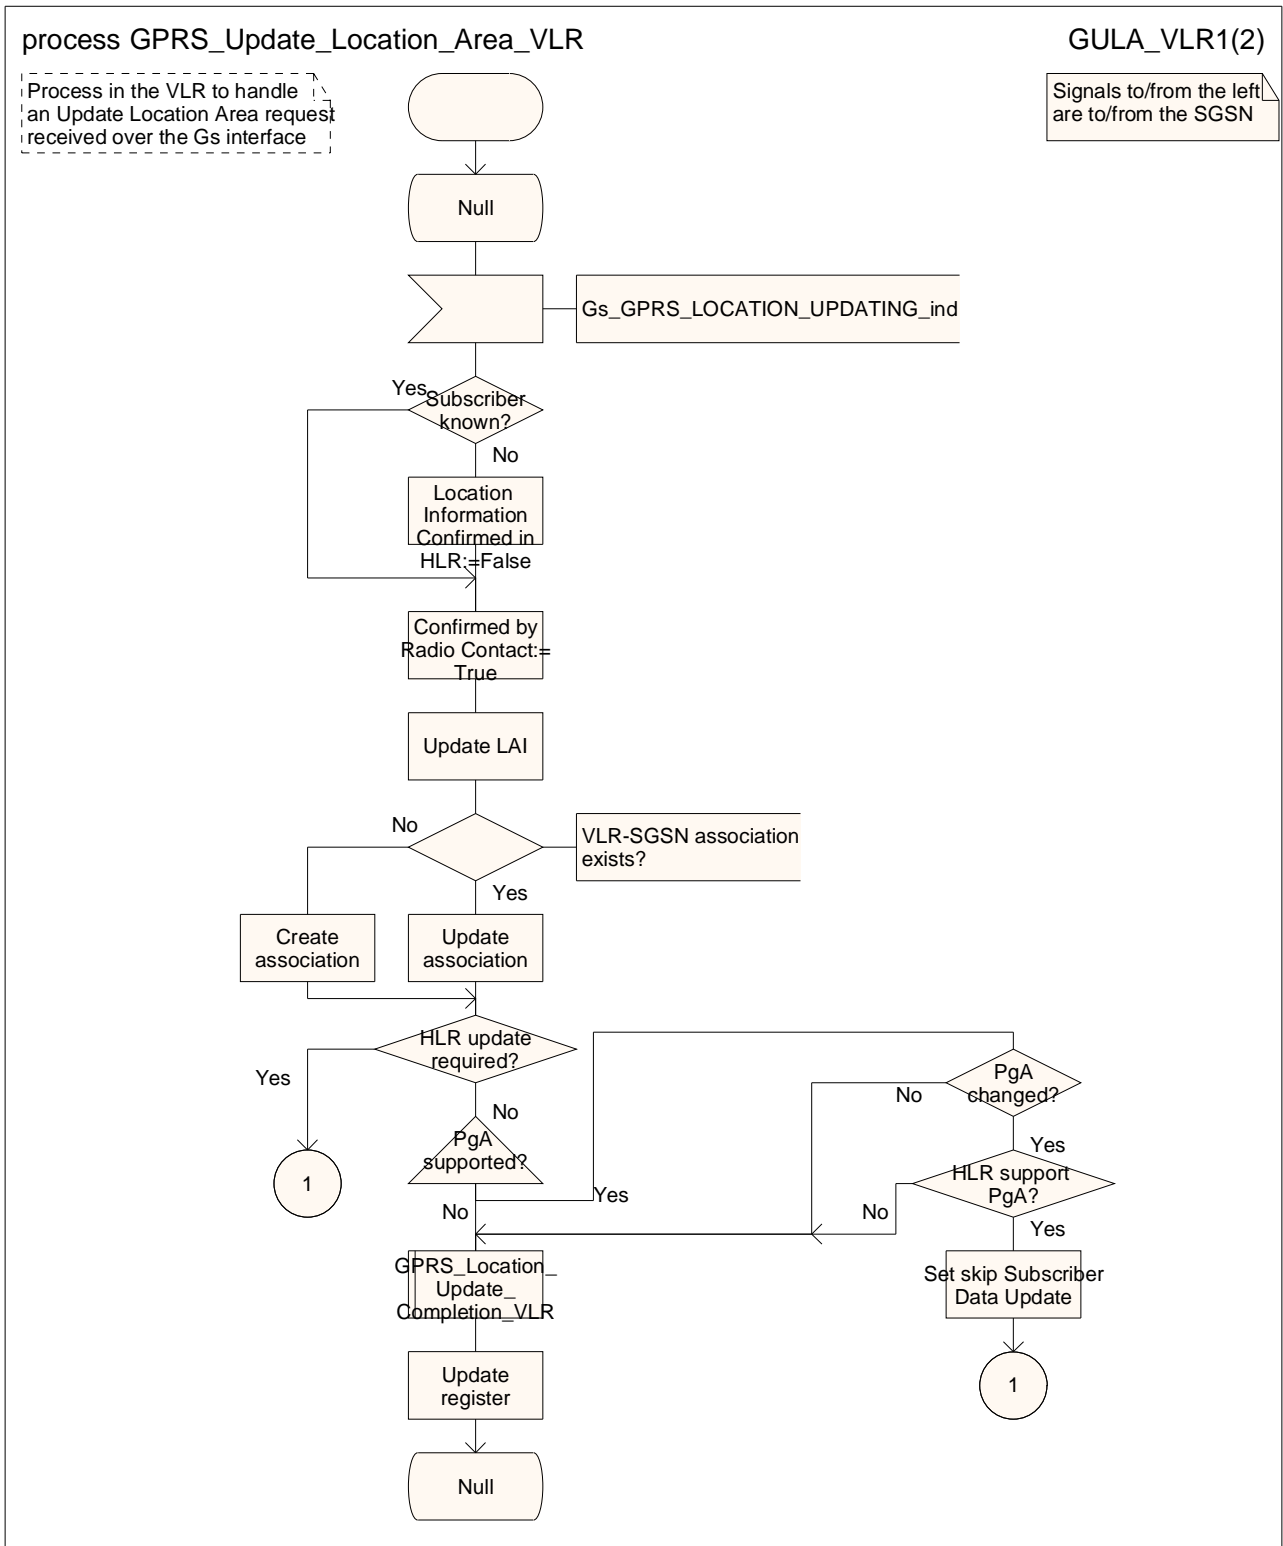 process GPRS_Update_Location_Area_VLR
GULA_VLR1(2)
Process in the VLR to handle
an Update Location Area request
received over the Gs interface
Signals to/from the left
are to/from the SGSN
Null
Gs_GPRS_LOCATION_UPDATING_ind
Yes
Subscriber
known?
No
Location
Information
Confirmed in
HLR:=False
Confirmed by
Radio Contact:=
True
Update LAI
No
VLR-SGSN association
exists?
Yes
Create
association
Update
association
HLR update
required?
Yes
No
PgA
changed?
No
Yes
PgA
supported?
1
HLR support
PgA?
Yes
No
No
Yes
GPRS_Location_
Update_
Completion_VLR
Set skip Subscriber
Data Update
Update
register
1
Null